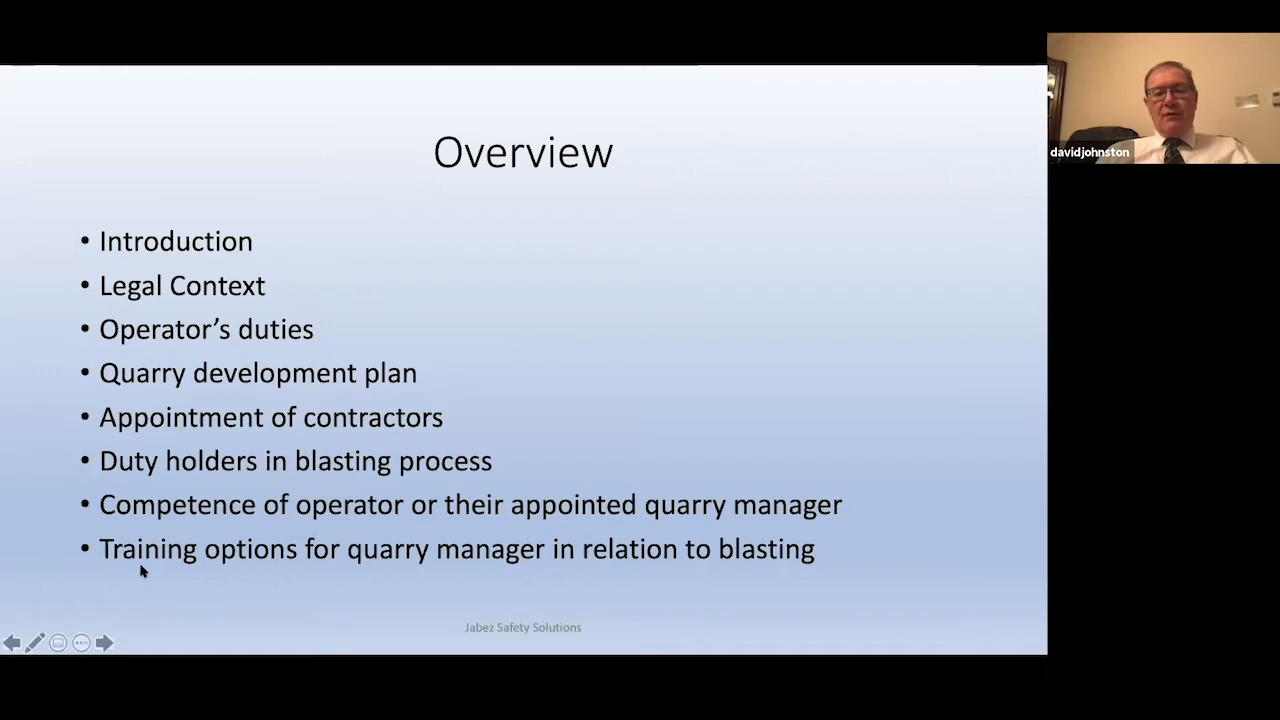 Overview
• Introduction
• Legal Context
• Operator’s duties
• Quarry development plan
• Appointment of contractors
• Duty holders in blasting process
• Competence of operator or their appointed quarry manager
• Training options for quarry manager in relation to blasting
Jabez Safety Solutions
davidjohnston